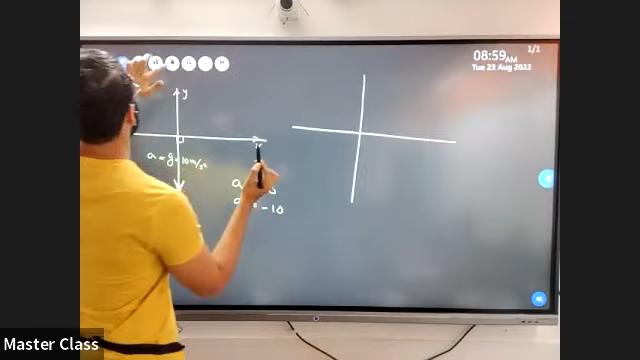 08:59AM
1/1
Tue 23 Aug 2022
y
x
a = g = 10 m/s²
= -10
Master Class